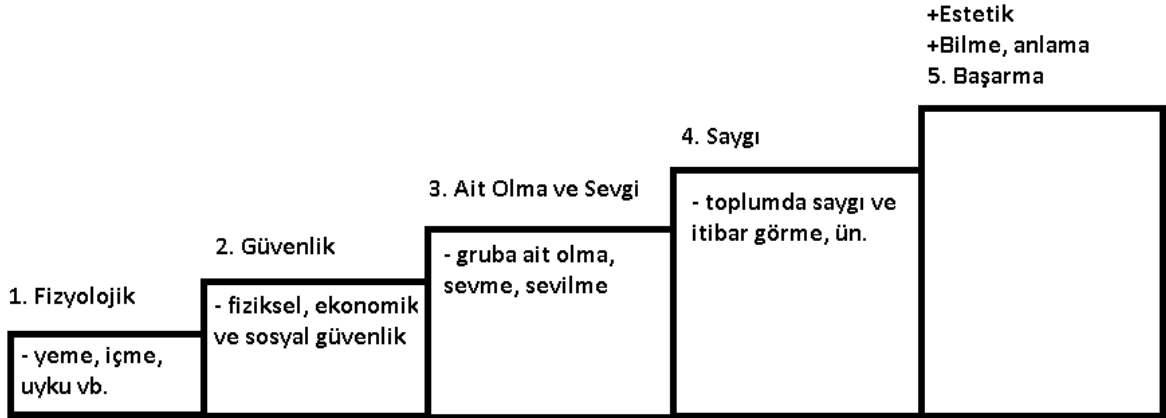 1. Fizyolojik
- yeme, içme,
uyku vb.
2. Güvenlik
- fiziksel, ekonomik
ve sosyal güvenlik
3. Ait Olma ve Sevgi
- gruba ait olma,
sevme, sevilme
4. Saygı
- toplumda saygı ve
itibar görme, ün.
+Estetik
+Bilme, anlama
5. Başarma